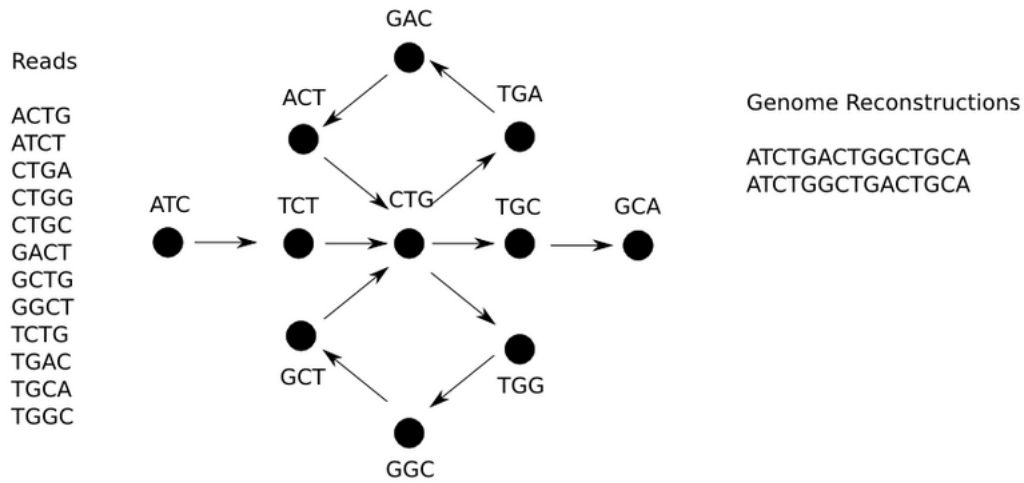 Reads
ACTG
ATCT
CTGA
CTGG
CTGC
GACT
GCTG
GGCT
TCTG
TGAC
TGCA
TGGC
GAC
ACT
TGA
ATC
TCT
CTG
TGC
GCA
GCT
TGG
GGC
Genome Reconstructions
ATCTGACTGGCTGCA
ATCTGGCTGACTGCA